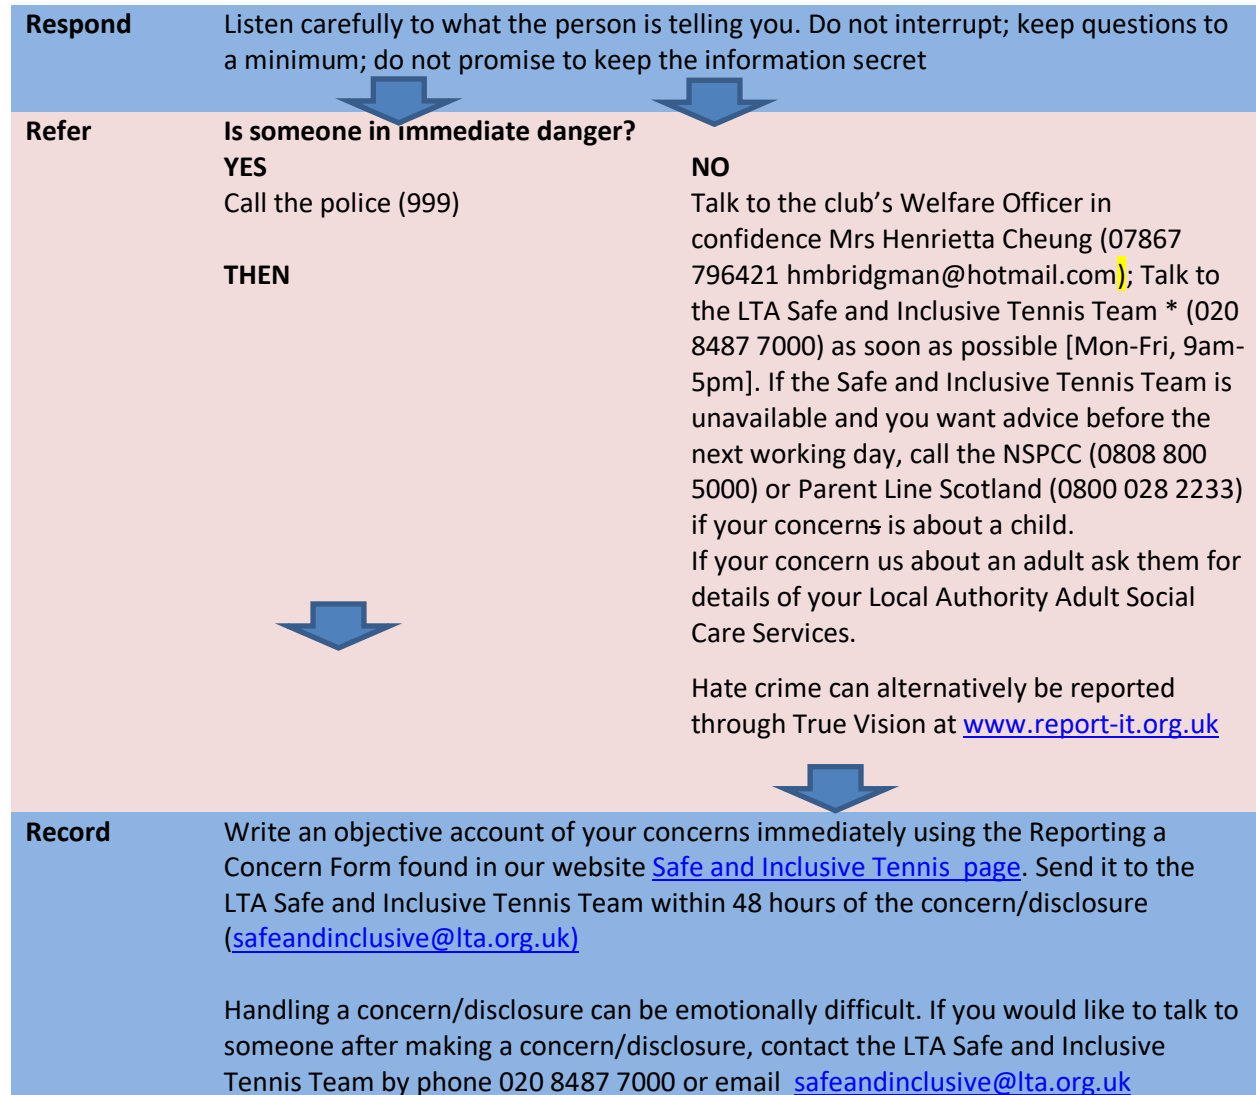 Respond
Listen carefully to what the person is telling you. Do not interrupt; keep questions to
a minimum; do not promise to keep the information secret
Refer
Is someone in immediate danger?
YES
Call the police (999)
THEN
NO
Talk to the club's Welfare Officer in
confidence Mrs Henrietta Cheung (07867
796421 hmbridgman@hotmail.com); Talk to
the LTA Safe and Inclusive Tennis Team * (020
8487 7000) as soon as possible [Mon-Fri, 9am-
5pm]. If the Safe and Inclusive Tennis Team is
unavailable and you want advice before the
next working day, call the NSPCC (0808 800
5000) or Parent Line Scotland (0800 028 2233)
if your concerns is about a child.
If your concern us about an adult ask them for
details of your Local Authority Adult Social
Care Services.
Hate crime can alternatively be reported
through True Vision at www.report-it.org.uk
Record
Write an objective account of your concerns immediately using the Reporting a
Concern Form found in our website Safe and Inclusive Tennis  page. Send it to the
LTA Safe and Inclusive Tennis Team within 48 hours of the concern/disclosure
(safeandinclusive@lta.org.uk)
Handling a concern/disclosure can be emotionally difficult. If you would like to talk to
someone after making a concern/disclosure, contact the LTA Safe and Inclusive
Tennis Team by phone 020 8487 7000 or email  safeandinclusive@lta.org.uk